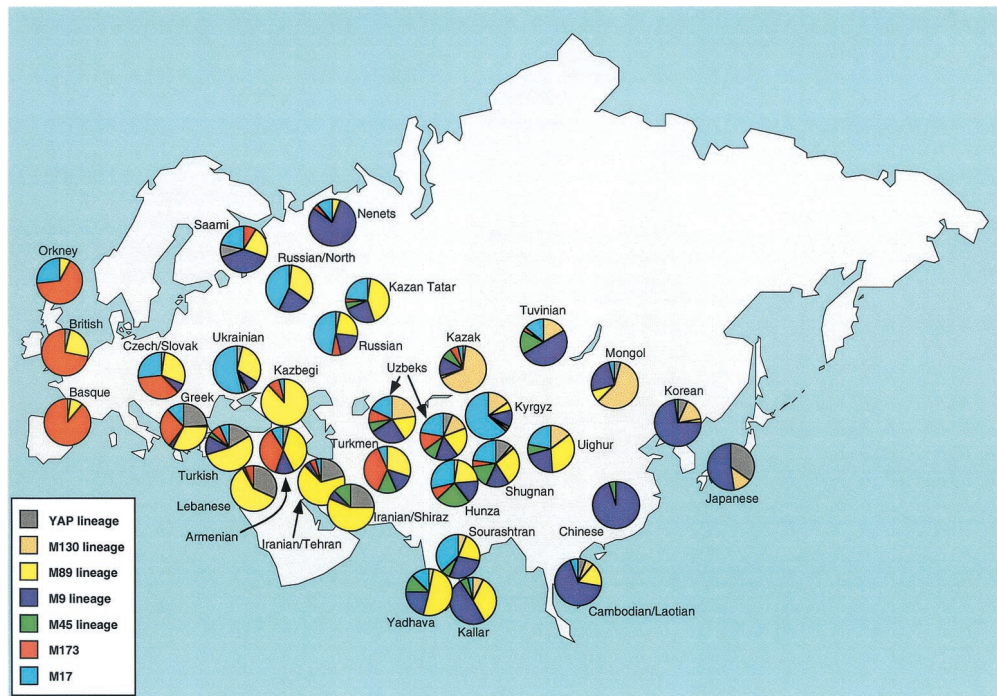 Nenets
Saami
Russian/North
Orkney
Kazan Tatar
Tuvinian
British
Ukrainian
Russian
Kazak
Mongol
Czech/Slovak
Kazbegi
Uzbeks
Korean
Basque
Greek
Kyrgyz
Turkmen
Uighur
Turkish
Shugnan
Japanese
Lebanese
Hunza
Chinese
Iranian/Shiraz
Armenian
Iranian/Tehran
Sourashtran
Cambodian/Laotian
Yadhava
Kallar
YAP lineage
M130 lineage
M89 lineage
M9 lineage
M45 lineage
M173
M17